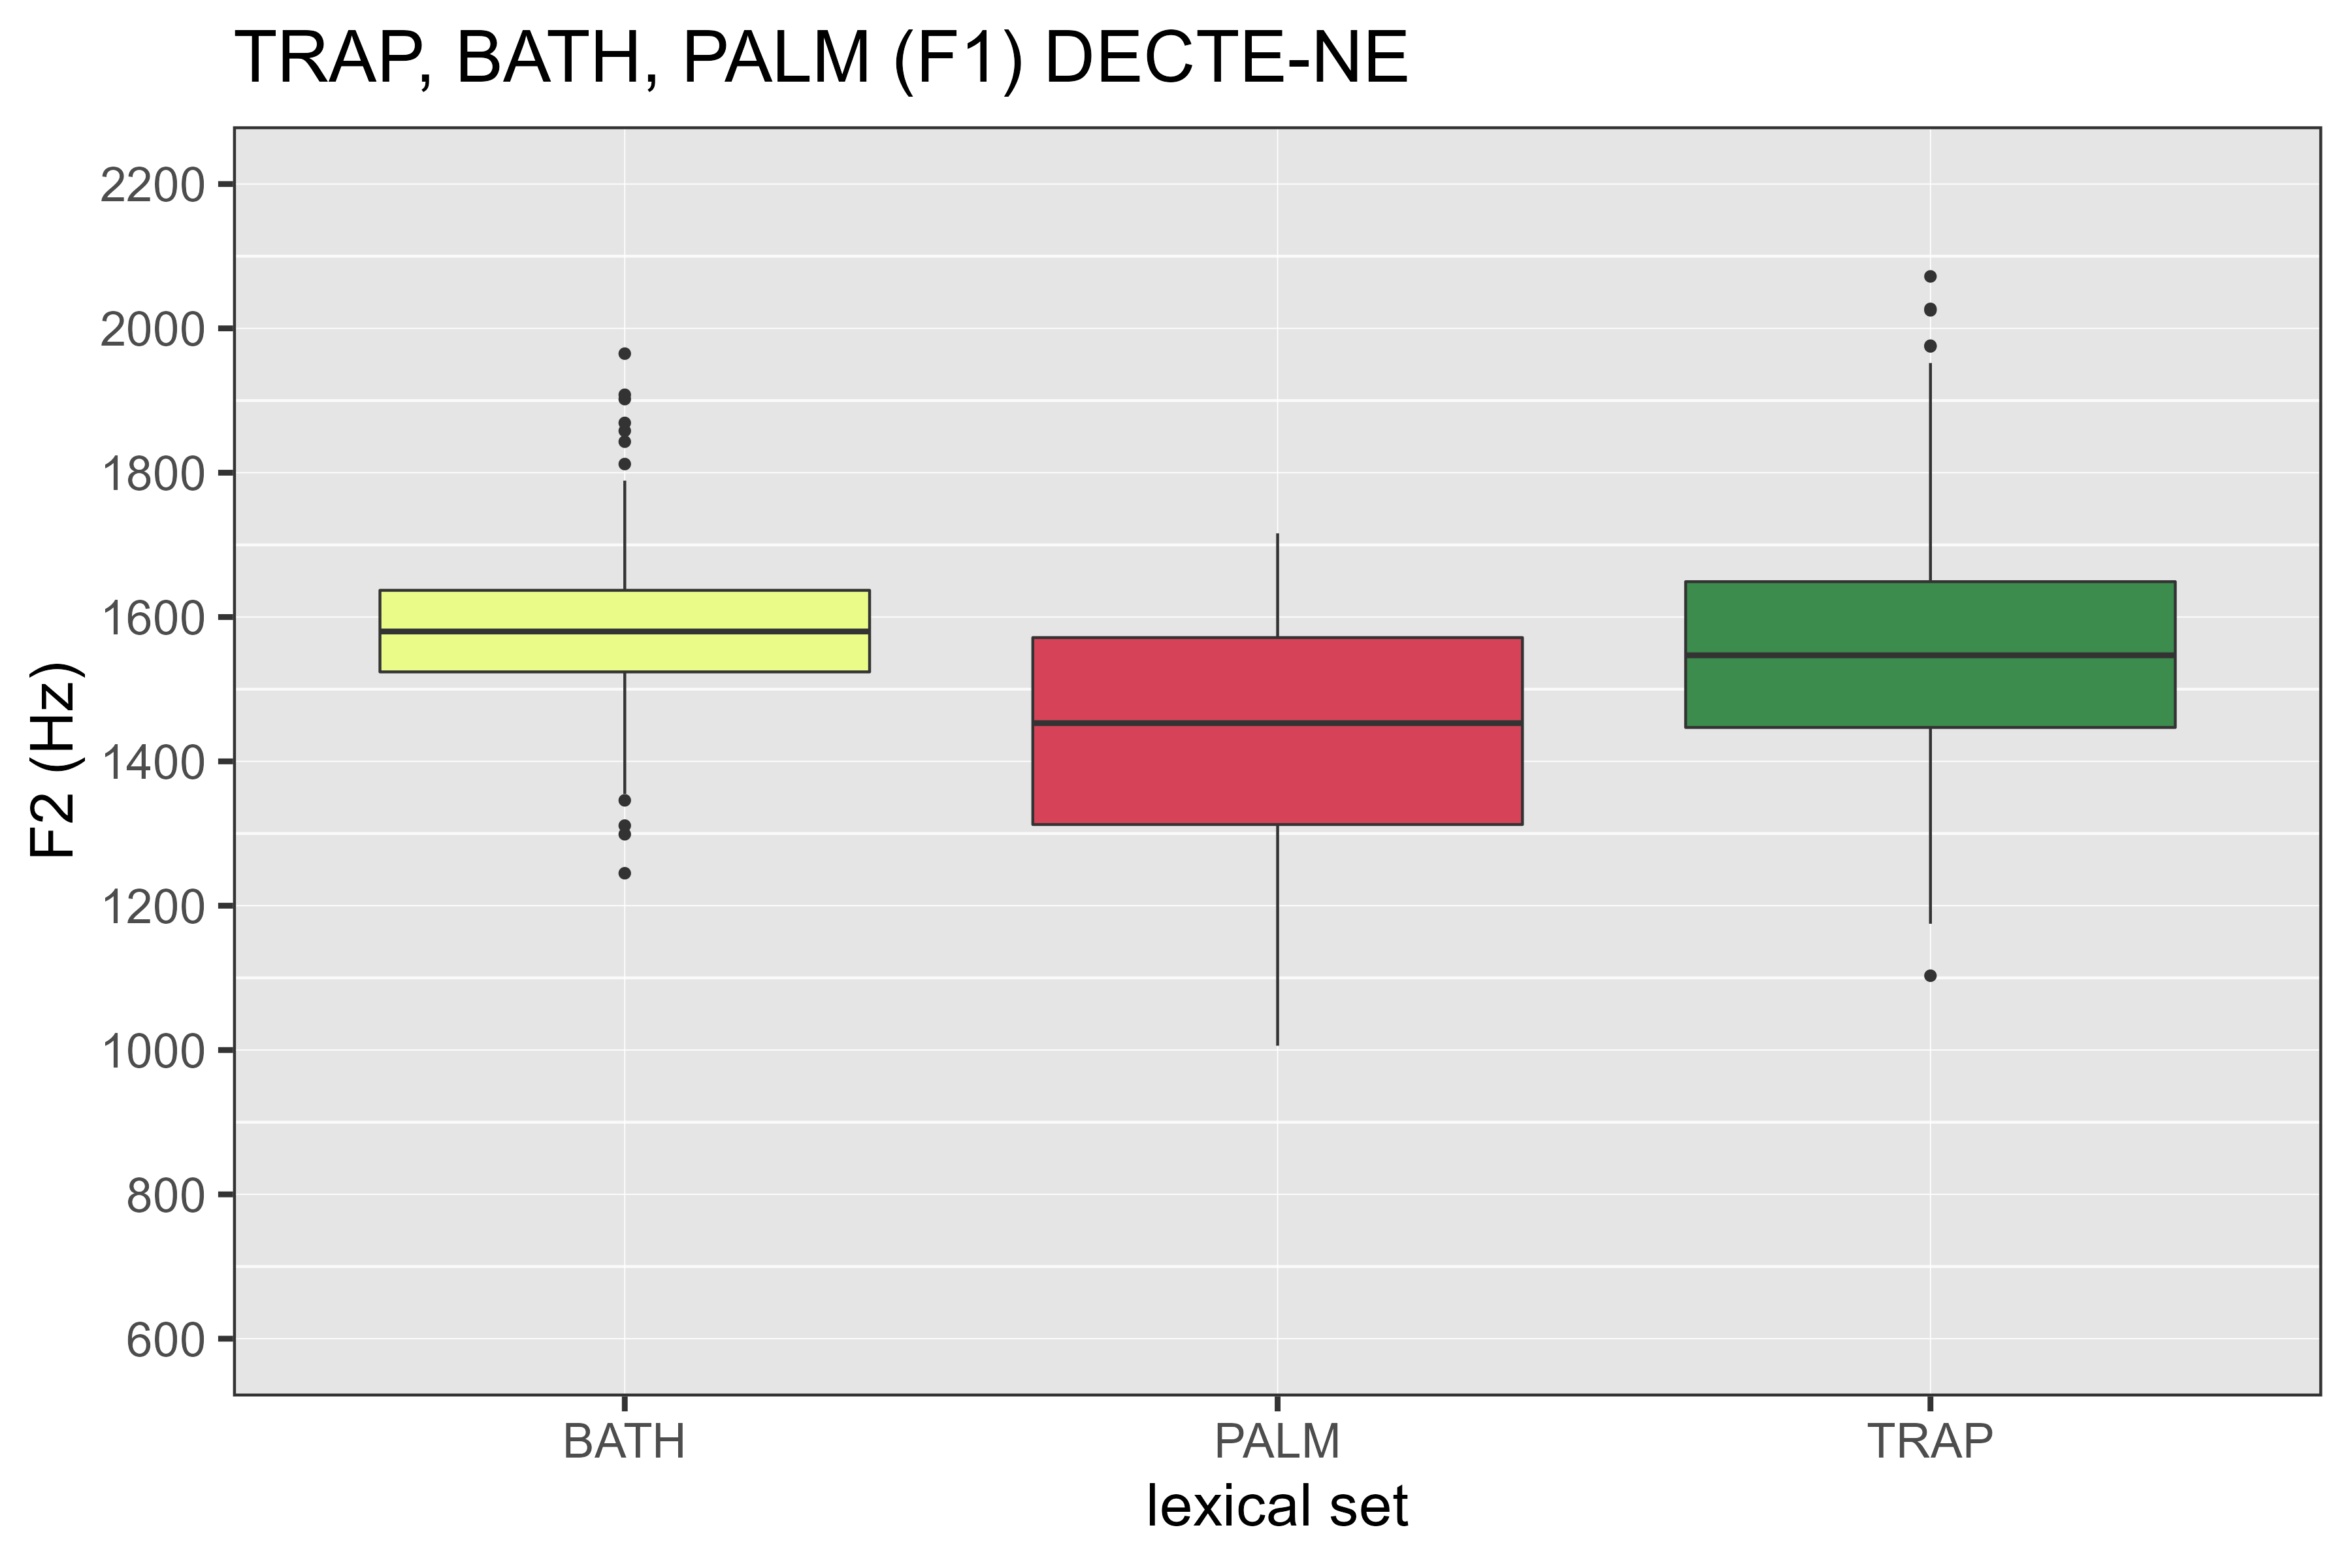 TRAP, BATH, PALM (F1) DECTE-NE
F2 (Hz)
2200
2000
1800
1600
1400
1200
1000
800
600
BATH PALM TRAP
lexical set